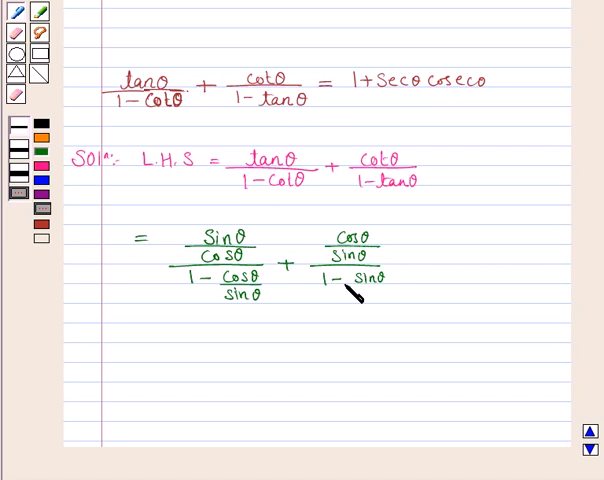 tanθ/(1-cotθ) + cotθ/(1-tanθ) = 1+secθ cosecθ
Solⁿ:- L.H.S = tanθ/(1-cotθ) + cotθ/(1-tanθ)
= (sinθ/cosθ)/(1-cosθ/sinθ) + (cosθ/sinθ)/(1-sinθ